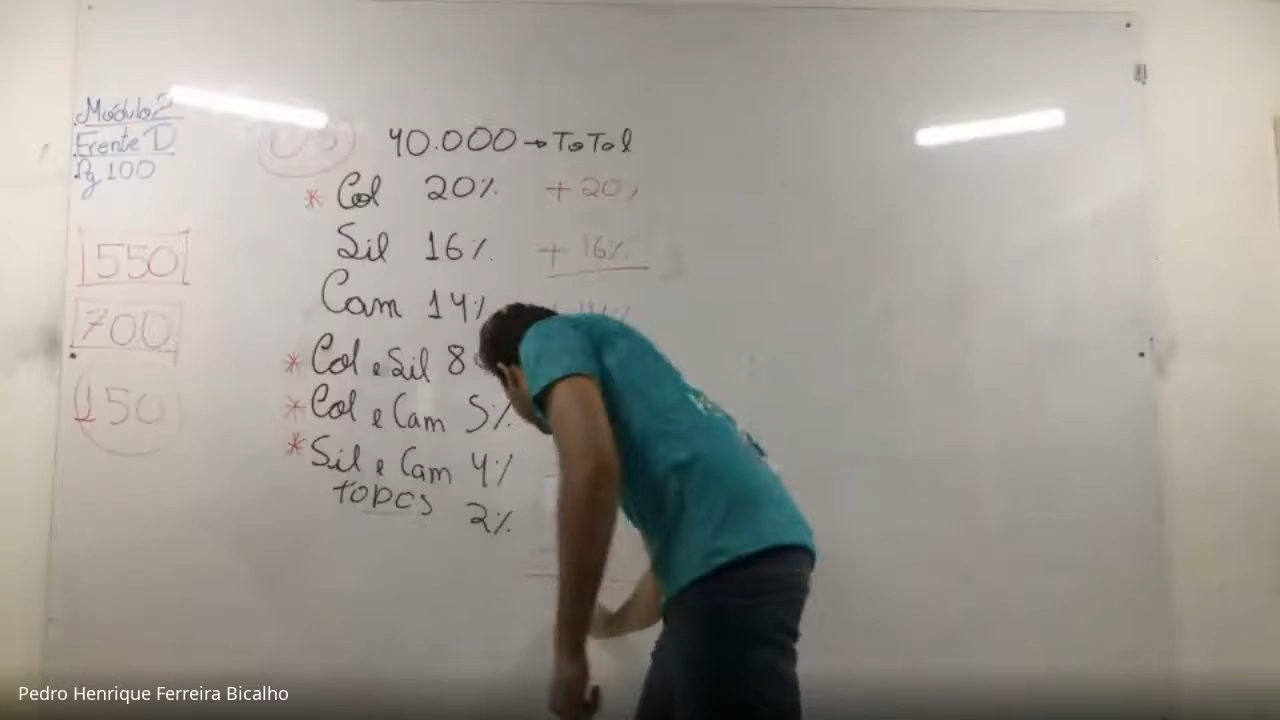 Módulo 2
Frente D
Pg 100
550
700
150
40.000 → ToTal
* Col 20% + 20,
Sil 16% + 16%
Cam 14%
* Col e Sil 8
* Col e Cam 5%
* Sil e Cam 4%
TODOS 2%
Pedro Henrique Ferreira Bicalho